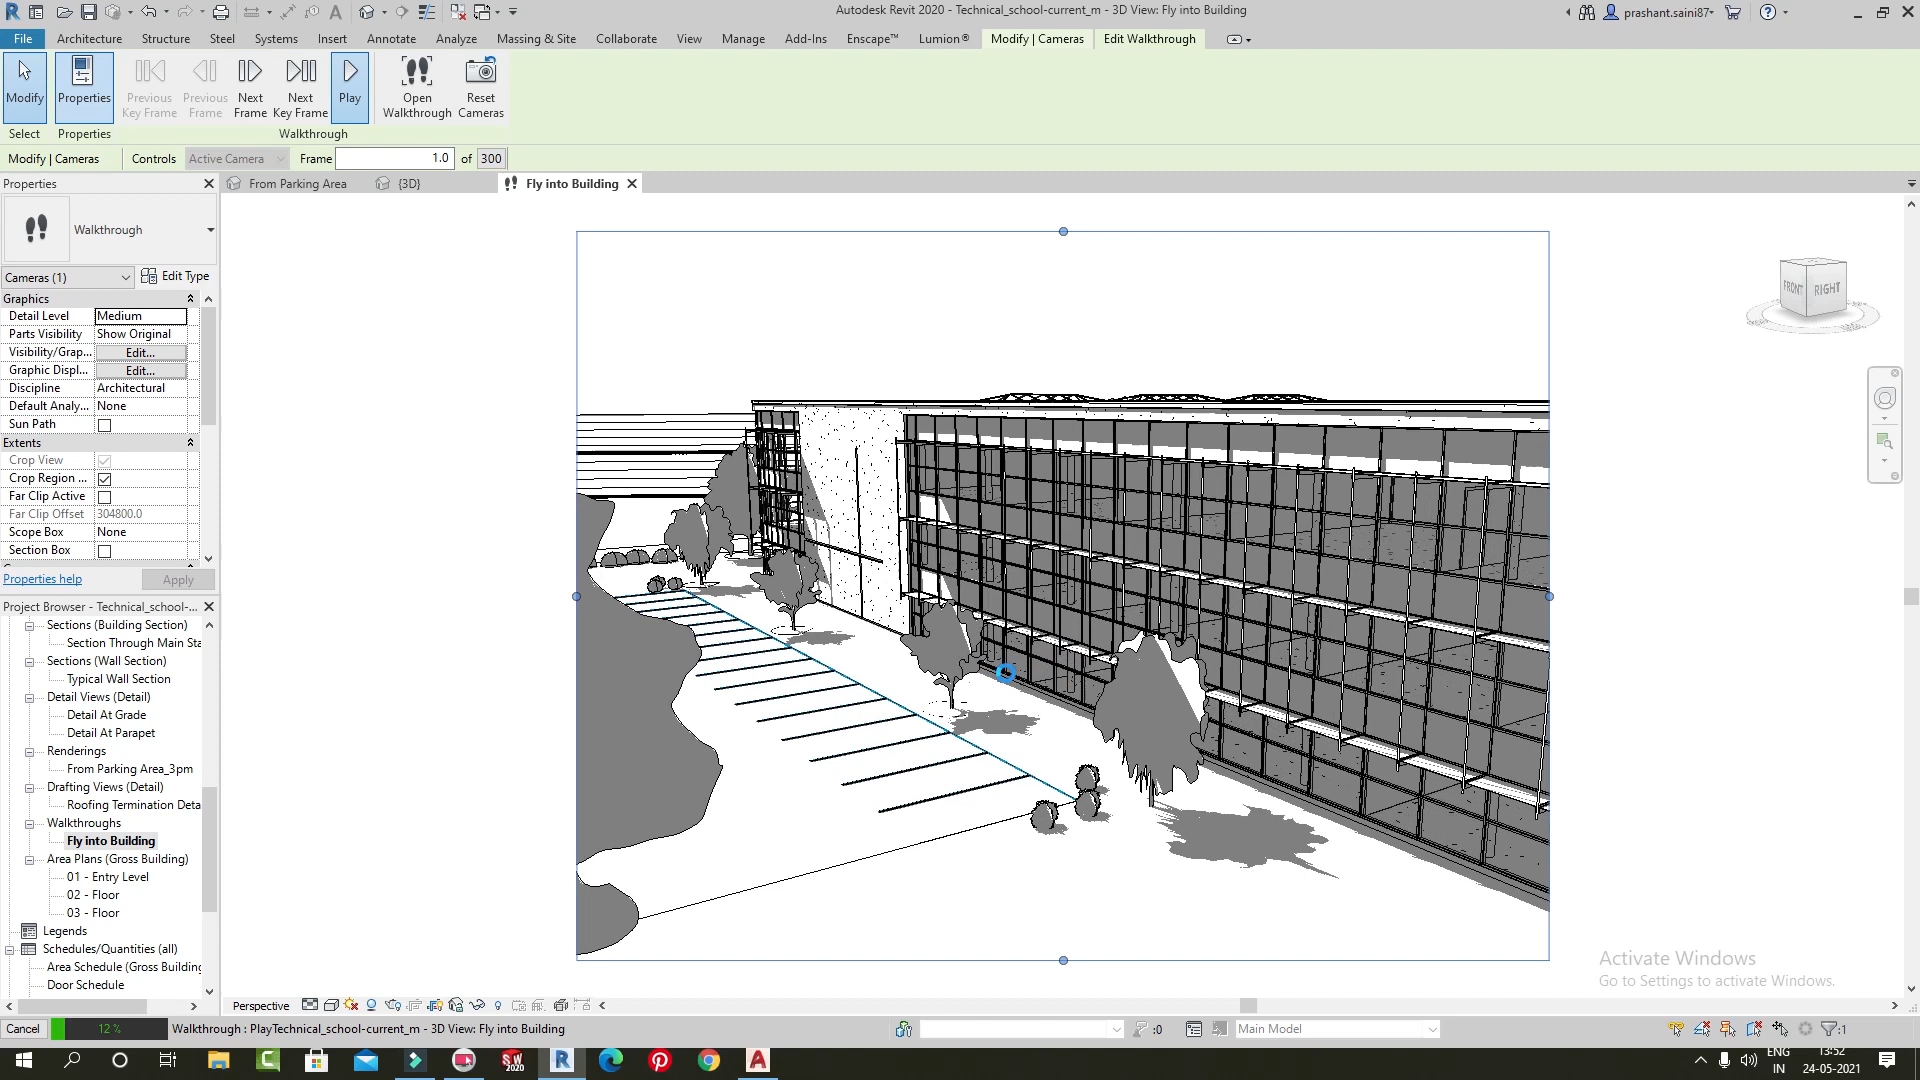 Autodesk Revit 2020 - Technical_school-current_m - 3D View: Fly into Building
prashant.saini87
File Architecture Structure Steel Systems Insert Annotate Analyze Massing & Site Collaborate View Manage Add-Ins Enscape™ Lumion® Modify | Cameras Edit Walkthrough
Modify Properties Previous Key Frame Previous Frame Next Frame Next Key Frame Play Open Walkthrough Reset Cameras
Select Properties Walkthrough
Modify | Cameras Controls Active Camera Frame 1.0 of 300
Properties
From Parking Area {3D} Fly into Building
Walkthrough
Cameras (1) Edit Type
Graphics
Detail Level Medium
Parts Visibility Show Original
Visibility/Grap... Edit...
Graphic Displ... Edit...
Discipline Architectural
Default Analy... None
Sun Path
Extents
Crop View
Crop Region ...
Far Clip Active
Far Clip Offset 304800.0
Scope Box None
Section Box
Properties help Apply
Project Browser - Technical_school-...
Sections (Building Section)
Section Through Main Sta
Sections (Wall Section)
Typical Wall Section
Detail Views (Detail)
Detail At Grade
Detail At Parapet
Renderings
From Parking Area_3pm
Drafting Views (Detail)
Roofing Termination Deta
Walkthroughs
Fly into Building
Area Plans (Gross Building)
01 - Entry Level
02 - Floor
03 - Floor
Legends
Schedules/Quantities (all)
Area Schedule (Gross Building
Door Schedule
FRONT RIGHT
Activate Windows
Go to Settings to activate Windows.
Perspective
Cancel 12 % Walkthrough : PlayTechnical_school-current_m - 3D View: Fly into Building :0 Main Model :1
SW 2020
ENG
IN
13:52
24-05-2021